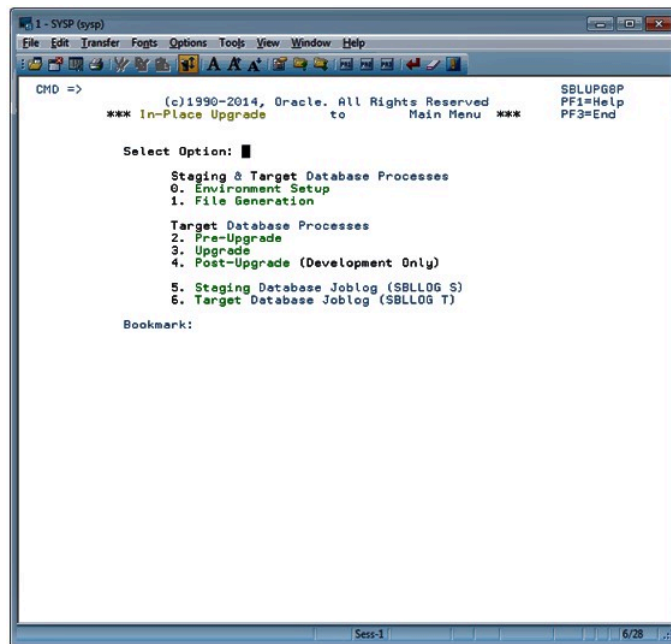 1 - SYSP (sysp)
File Edit Transfer Fonts Options Tools View Window Help
CMD => SBLUPG8P
(c)1990-2014, Oracle. All Rights Reserved PF1=Help
*** In-Place Upgrade to Main Menu *** PF3=End
Select Option:
Staging & Target Database Processes
0. Environment Setup
1. File Generation
Target Database Processes
2. Pre-Upgrade
3. Upgrade
4. Post-Upgrade (Development Only)
5. Staging Database Joblog (SBLLOG S)
6. Target Database Joblog (SBLLOG T)
Bookmark:
Sess-1 6/28